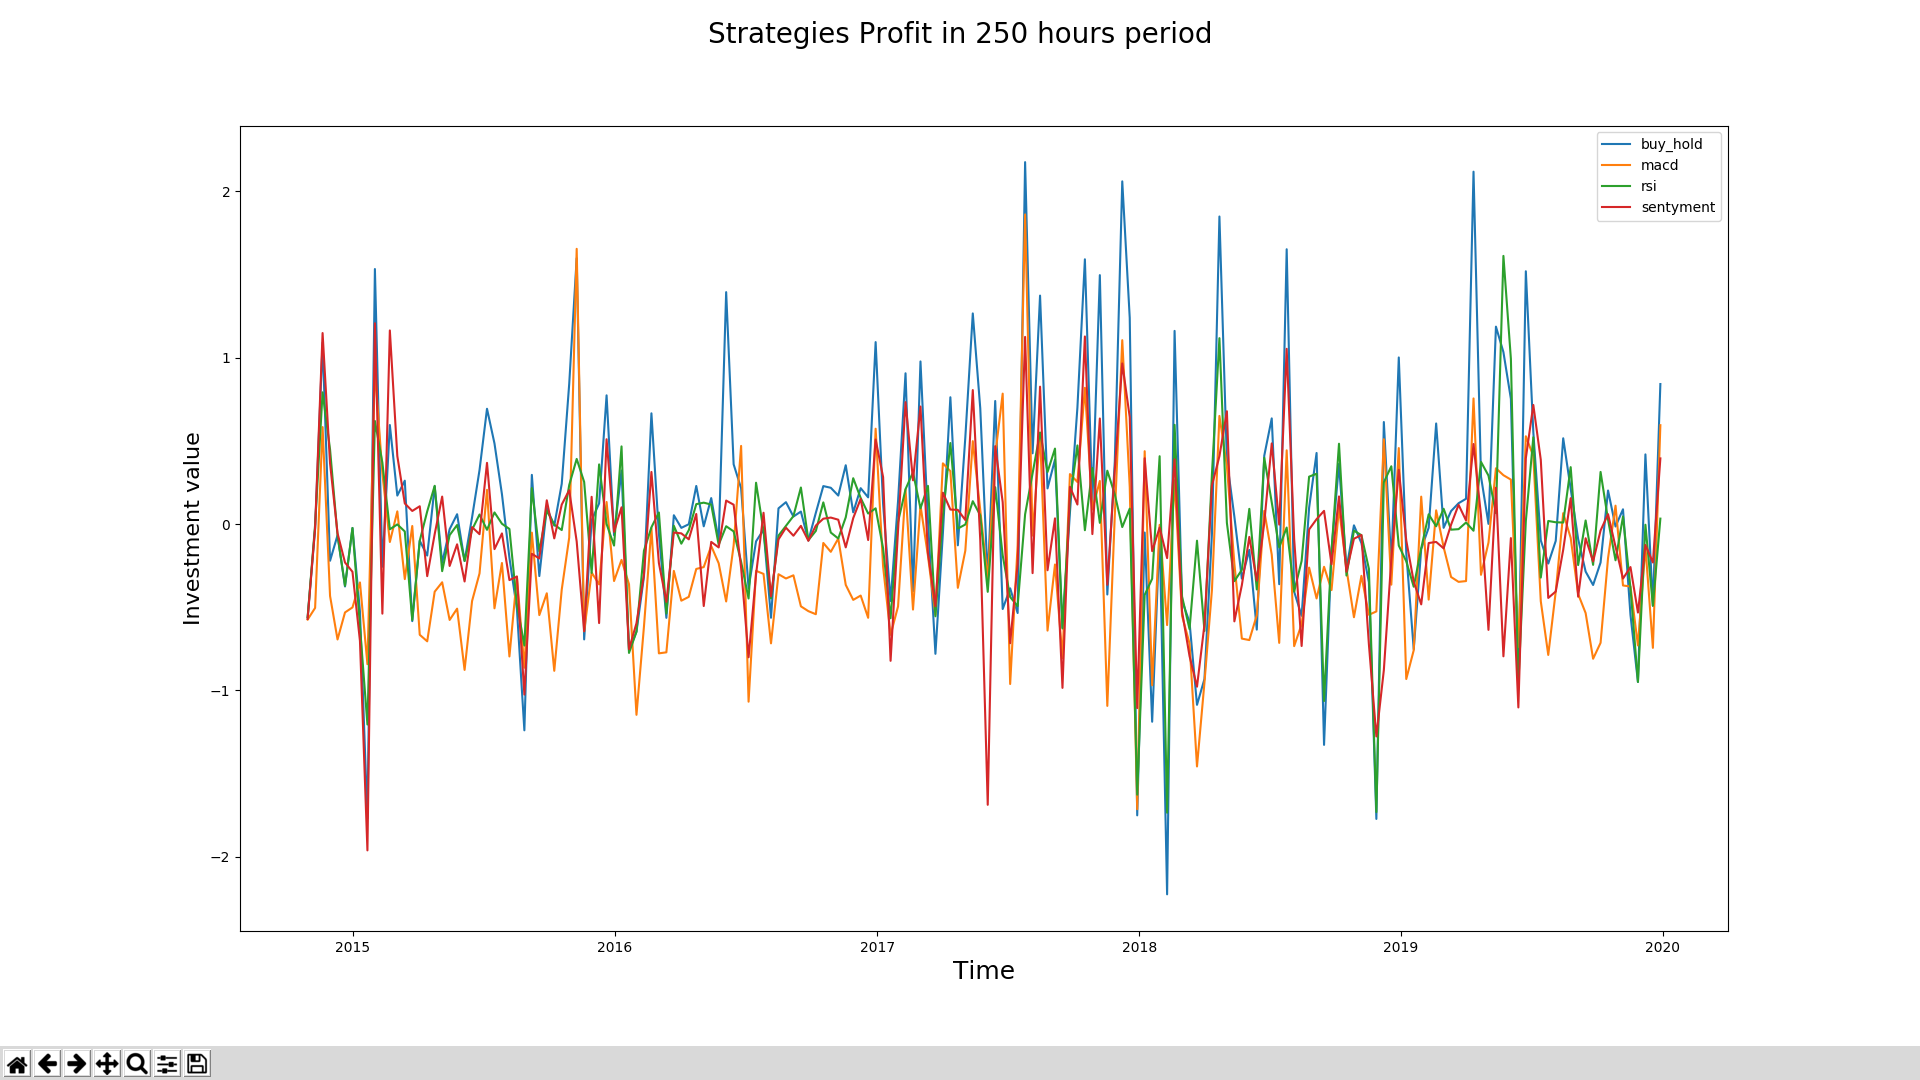 Strategies Profit in 250 hours period
buy_hold
macd
rsi
sentyment
2
1
0
−1
−2
Investment value
2015 2016 2017 2018 2019 2020
Time